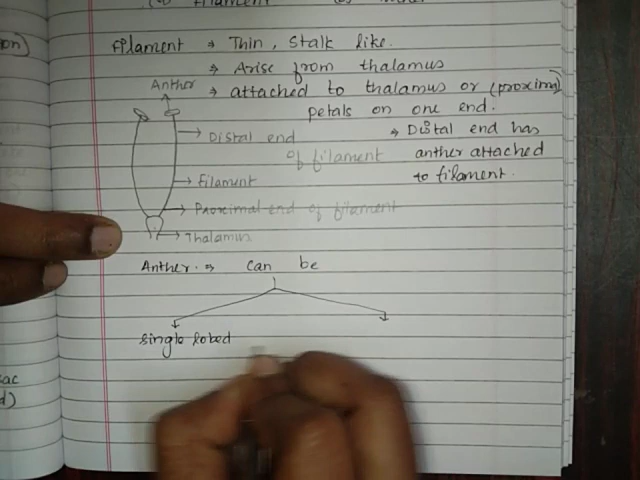 Filament → Thin, Stalk like.
→ Arise from thalamus
→ attached to thalamus or (proximal)
petals on one end.
Anther
→ Distal end
of filament
→ Distal end has
anther attached
to filament.
→ filament
→ Proximal end of filament
→ Thalamus
Anther → can be
single lobed